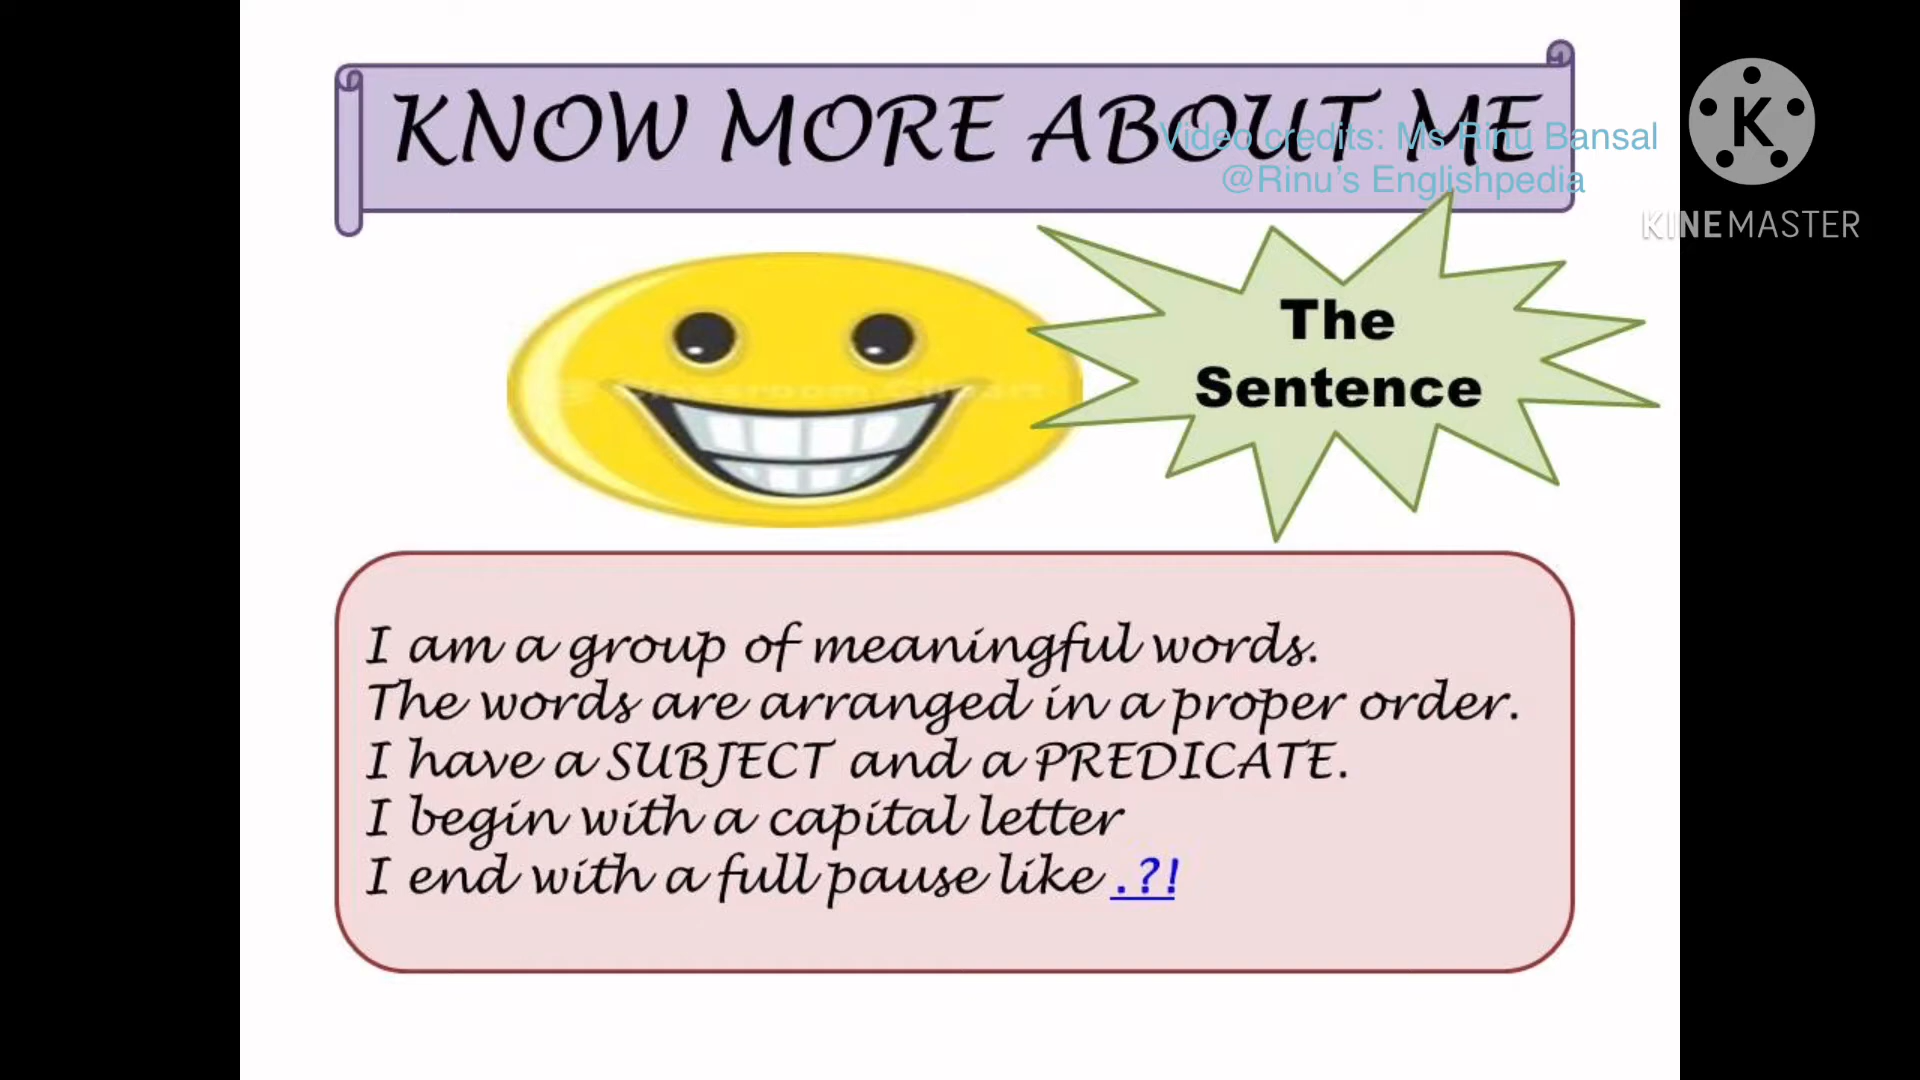 KNOW MORE ABOUT ME
Video credits: Ms Rinu Bansal
@Rinu's Englishpedia
KINEMASTER
The
Sentence
I am a group of meaningful words.
The words are arranged in a proper order.
I have a SUBJECT and a PREDICATE.
I begin with a capital letter
I end with a full pause like .?!